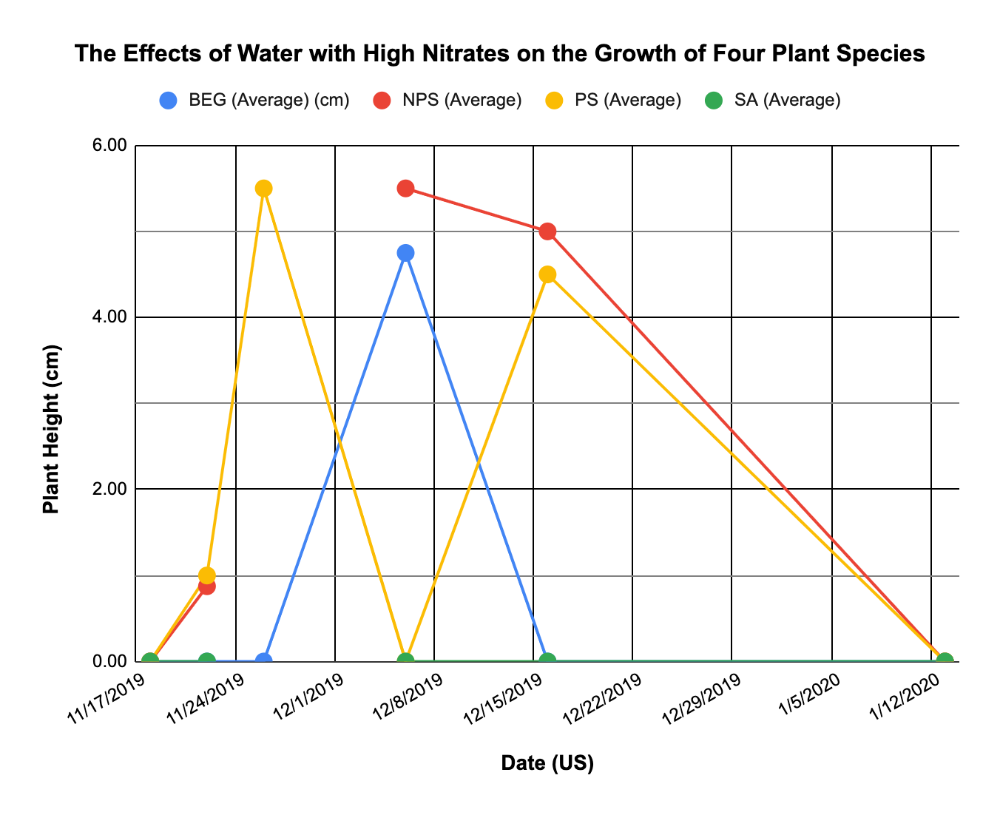 The Effects of Water with High Nitrates on the Growth of Four Plant Species
BEG (Average) (cm) NPS (Average) PS (Average) SA (Average)
6.00
4.00
2.00
0.00
Plant Height (cm)
11/17/2019 11/24/2019 12/1/2019 12/8/2019 12/15/2019 12/22/2019 12/29/2019 1/5/2020 1/12/2020
Date (US)